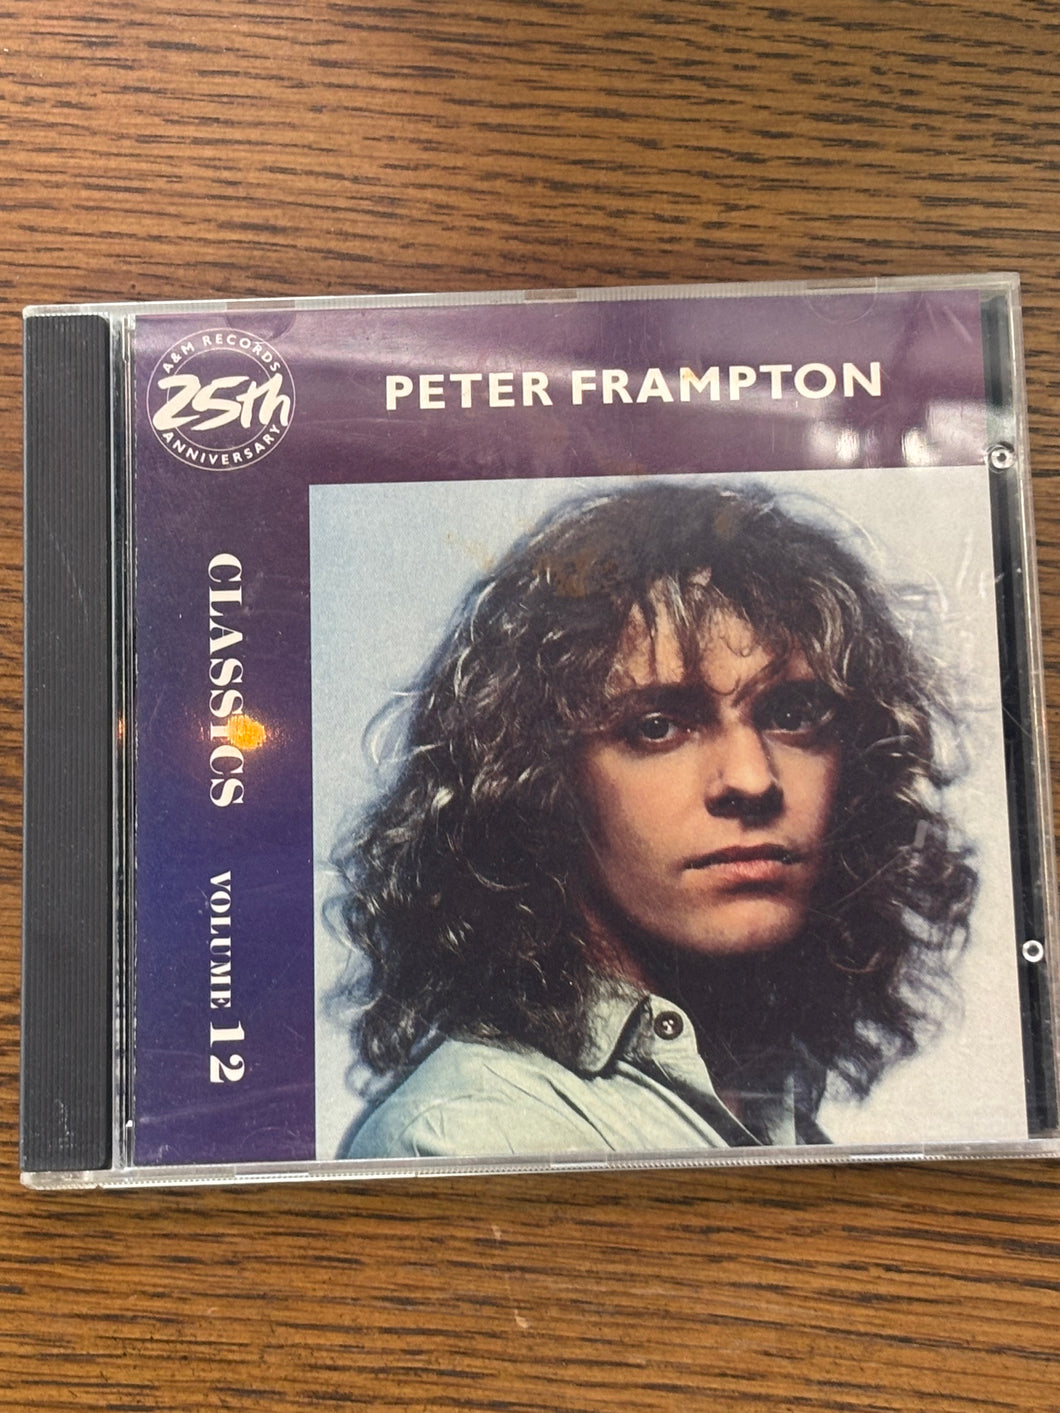 A&M RECORDS
25th
ANNIVERSARY
PETER FRAMPTON
CLASSICS VOLUME 12